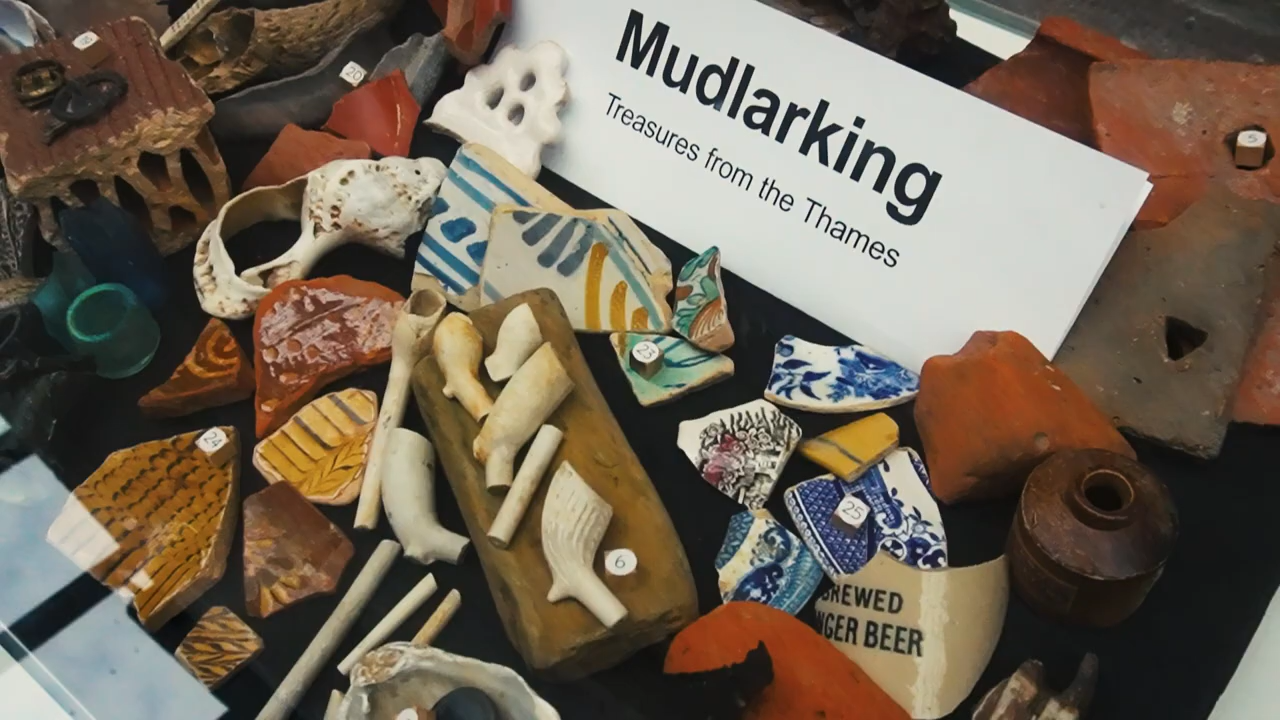 Mudlarking
Treasures from the Thames
20
5
23
24
25
6
BREWED
NGER BEER